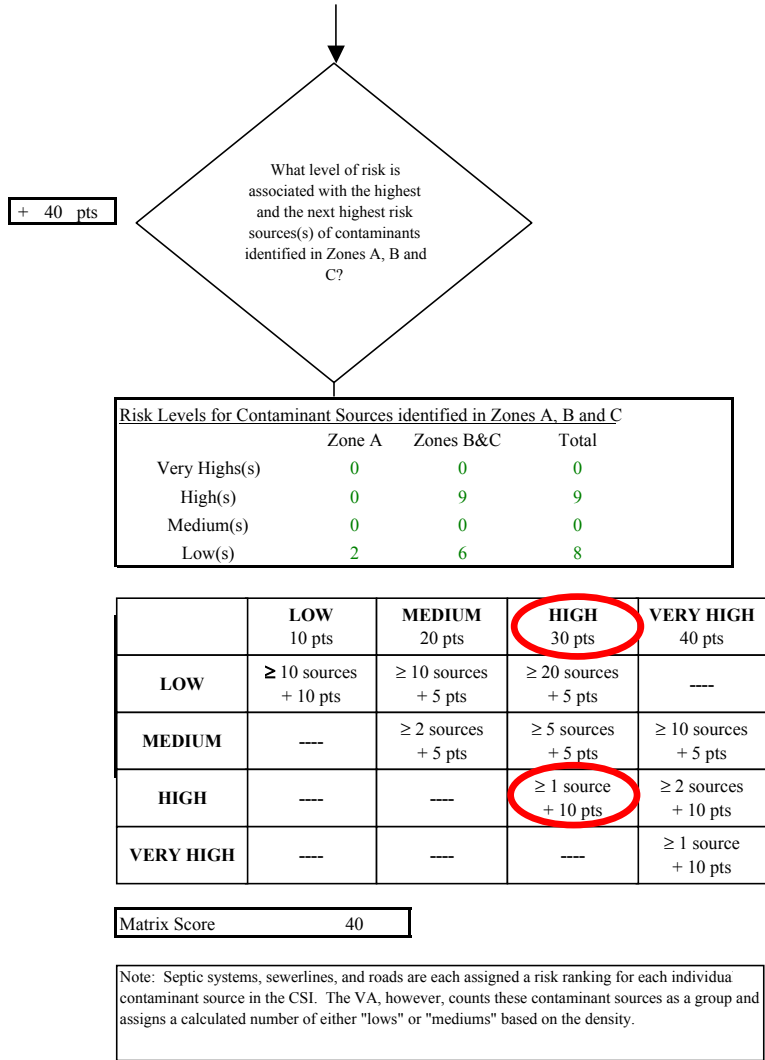 What level of risk is
associated with the highest
and the next highest risk
sources(s) of contaminants
identified in Zones A, B and
C?
+ 40 pts
Risk Levels for Contaminant Sources identified in Zones A, B and C
Zone A Zones B&C Total
Very Highs(s) 0 0 0
High(s) 0 9 9
Medium(s) 0 0 0
Low(s) 2 6 8
LOW MEDIUM HIGH VERY HIGH
10 pts 20 pts 30 pts 40 pts
LOW ≥ 10 sources ≥ 10 sources ≥ 20 sources ----
+ 10 pts + 5 pts + 5 pts
MEDIUM ---- ≥ 2 sources ≥ 5 sources ≥ 10 sources
+ 5 pts + 5 pts + 5 pts
HIGH ---- ---- ≥ 1 source ≥ 2 sources
+ 10 pts + 10 pts
VERY HIGH ---- ---- ---- ≥ 1 source
+ 10 pts
Matrix Score 40
Note: Septic systems, sewerlines, and roads are each assigned a risk ranking for each individua
contaminant source in the CSI. The VA, however, counts these contaminant sources as a group and
assigns a calculated number of either "lows" or "mediums" based on the density.